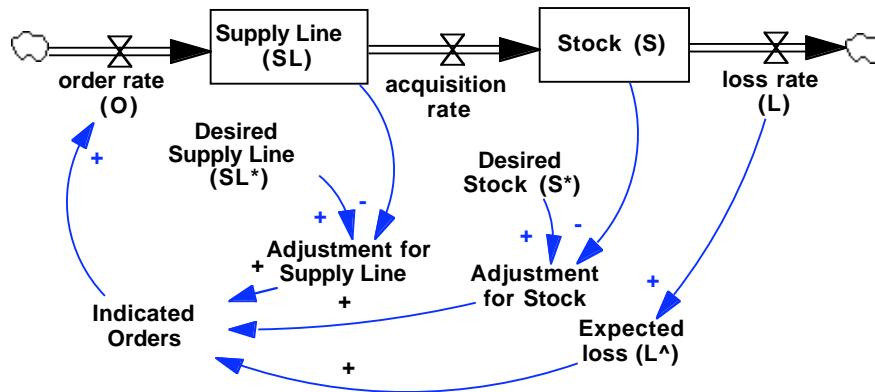 Supply Line
(SL)
Stock (S)
order rate
(O)
acquisition
rate
loss rate
(L)
Desired
Supply Line
(SL*)
Desired
Stock (S*)
+
-
+
+
-
+
Adjustment for
Supply Line
+
Adjustment
for Stock
+
Indicated
Orders
Expected
loss (L^)
+